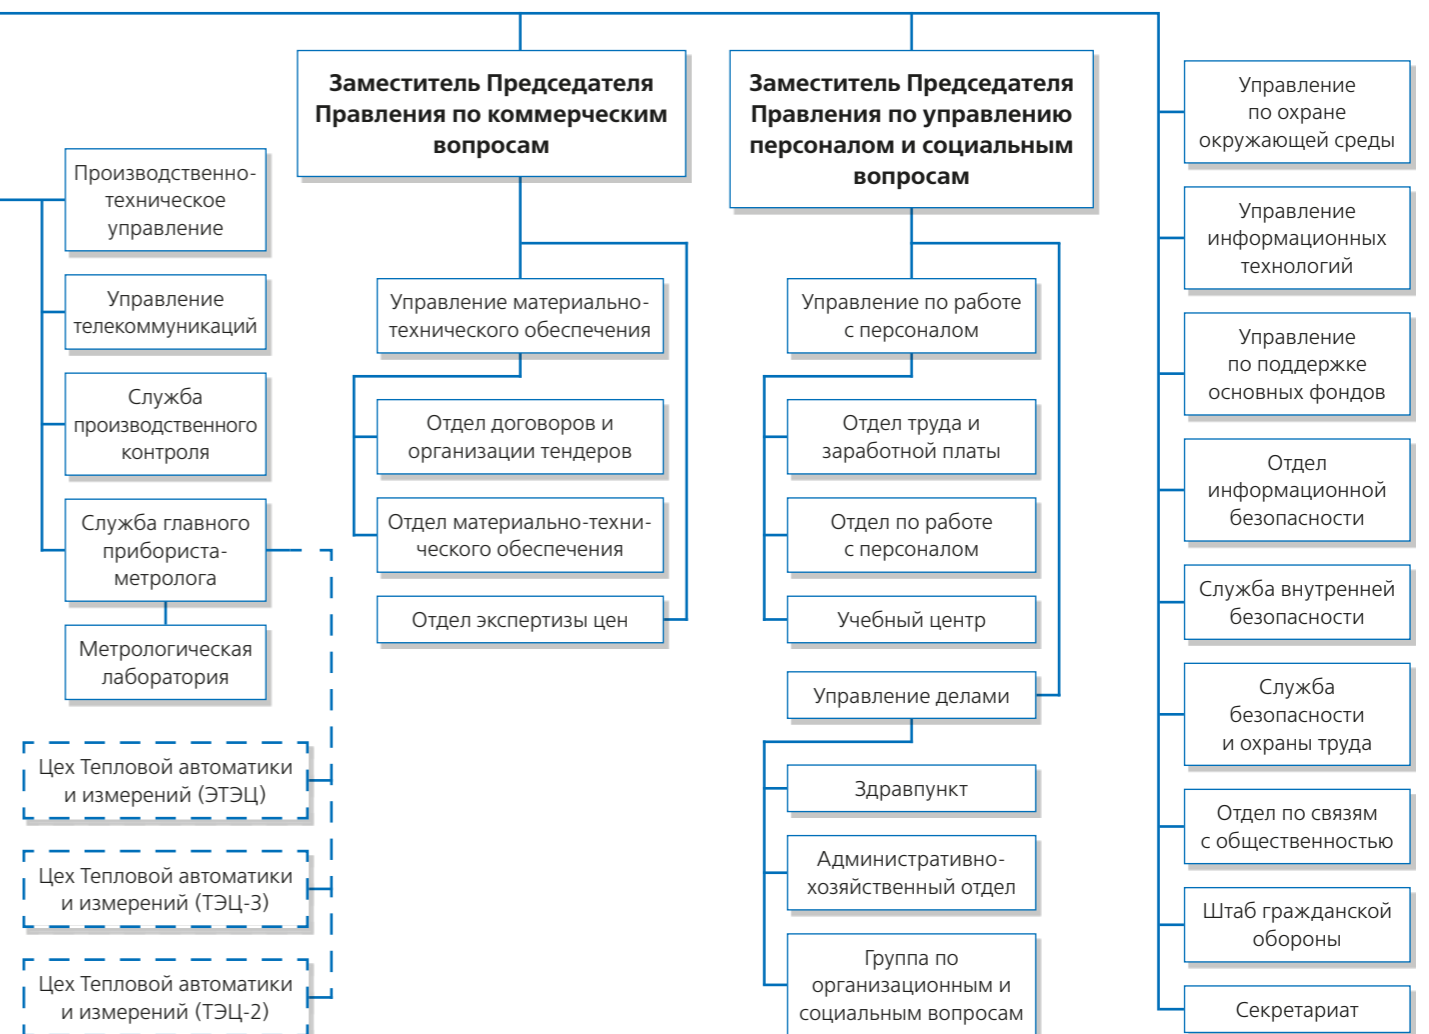 Заместитель Председателя
Правления по коммерческим
вопросам
Заместитель Председателя
Правления по управлению
персоналом и социальным
вопросам
Производственно-
техническое
управление
Управление
телекоммуникаций
Служба
производственного
контроля
Служба главного
прибориста-
метролога
Метрологическая
лаборатория
Цех Тепловой автоматики
и измерений (ЭТЭЦ)
Цех Тепловой автоматики
и измерений (ТЭЦ-3)
Цех Тепловой автоматики
и измерений (ТЭЦ-2)
Управление материально-
технического обеспечения
Отдел договоров и
организации тендеров
Отдел материально-техни-
ческого обеспечения
Отдел экспертизы цен
Управление по работе
с персоналом
Отдел труда и
заработной платы
Отдел по работе
с персоналом
Учебный центр
Управление делами
Здравпункт
Административно-
хозяйственный отдел
Группа по
организационным и
социальным вопросам
Управление
по охране
окружающей среды
Управление
информационных
технологий
Управление
по поддержке
основных фондов
Отдел
информационной
безопасности
Служба внутренней
безопасности
Служба
безопасности
и охраны труда
Отдел по связям
с общественностью
Штаб гражданской
обороны
Секретариат